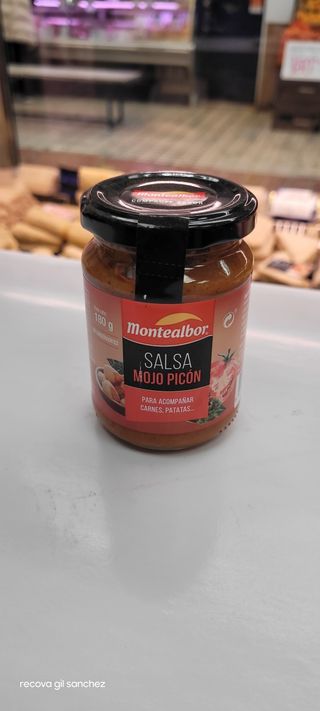 Montealbor
180 g
Montealbor
SALSA
MOJO PICÓN
PARA ACOMPAÑAR
CARNES, PATATAS...
recova gil sanchez